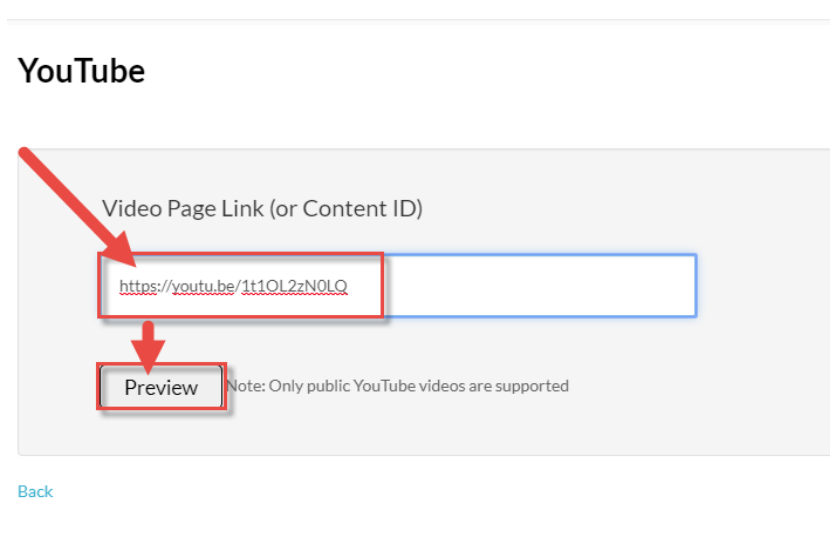 YouTube
Video Page Link (or Content ID)
https://youtu.be/1t1OL2zN0LQ
Preview
Note: Only public YouTube videos are supported
Back